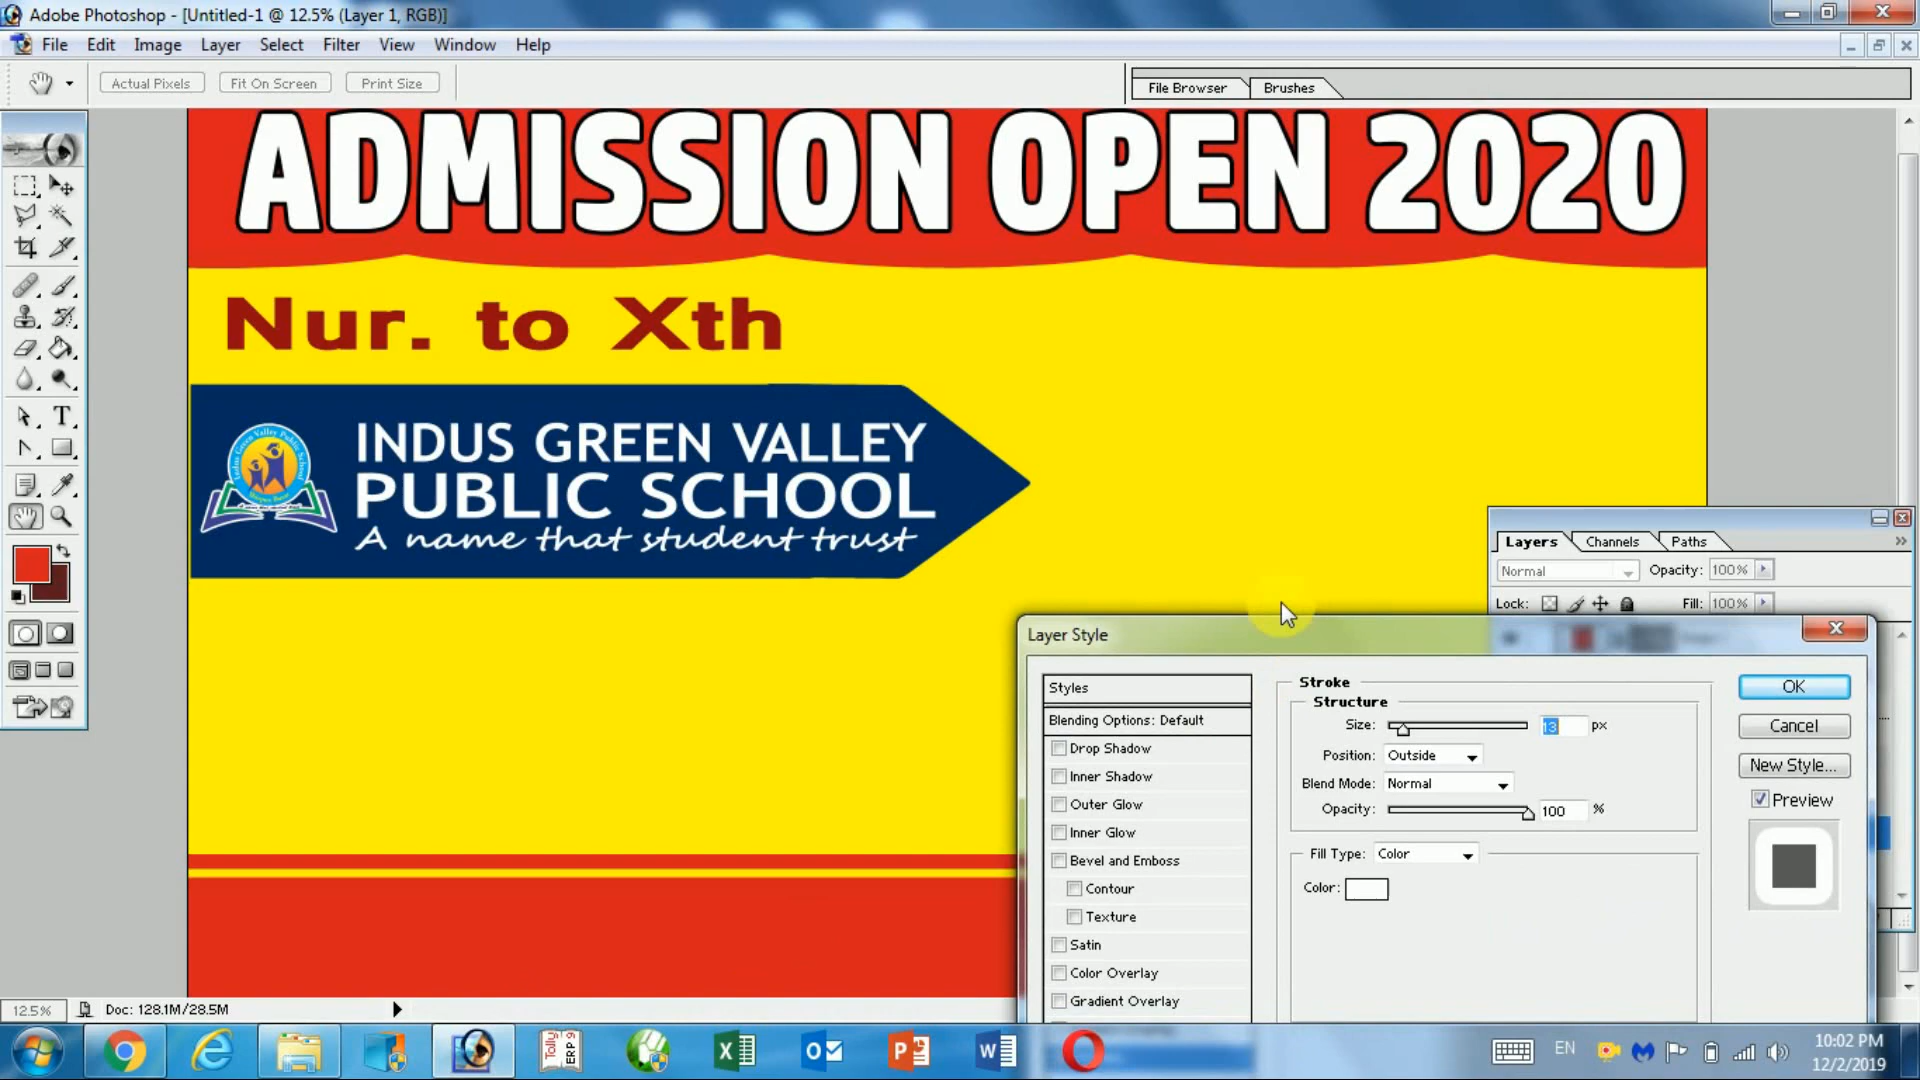 Adobe Photoshop - [Untitled-1 @ 12.5% (Layer 1, RGB)]
File Edit Image Layer Select Filter View Window Help
Actual Pixels Fit On Screen Print Size
File Browser Brushes
ADMISSION OPEN 2020
Nur. to Xth
INDUS GREEN VALLEY
PUBLIC SCHOOL
A name that student trust
Layers Channels Paths
Normal Opacity: 100%
Lock: Fill: 100%
Layer Style
Styles
Blending Options: Default
Drop Shadow
Inner Shadow
Outer Glow
Inner Glow
Bevel and Emboss
Contour
Texture
Satin
Color Overlay
Gradient Overlay
Stroke
Structure
Size: 13 px
Position: Outside
Blend Mode: Normal
Opacity: 100 %
Fill Type: Color
Color:
OK
Cancel
New Style...
Preview
12.5% Doc: 128.1M/28.5M
Tally ERP 9
EN
10:02 PM
12/2/2019